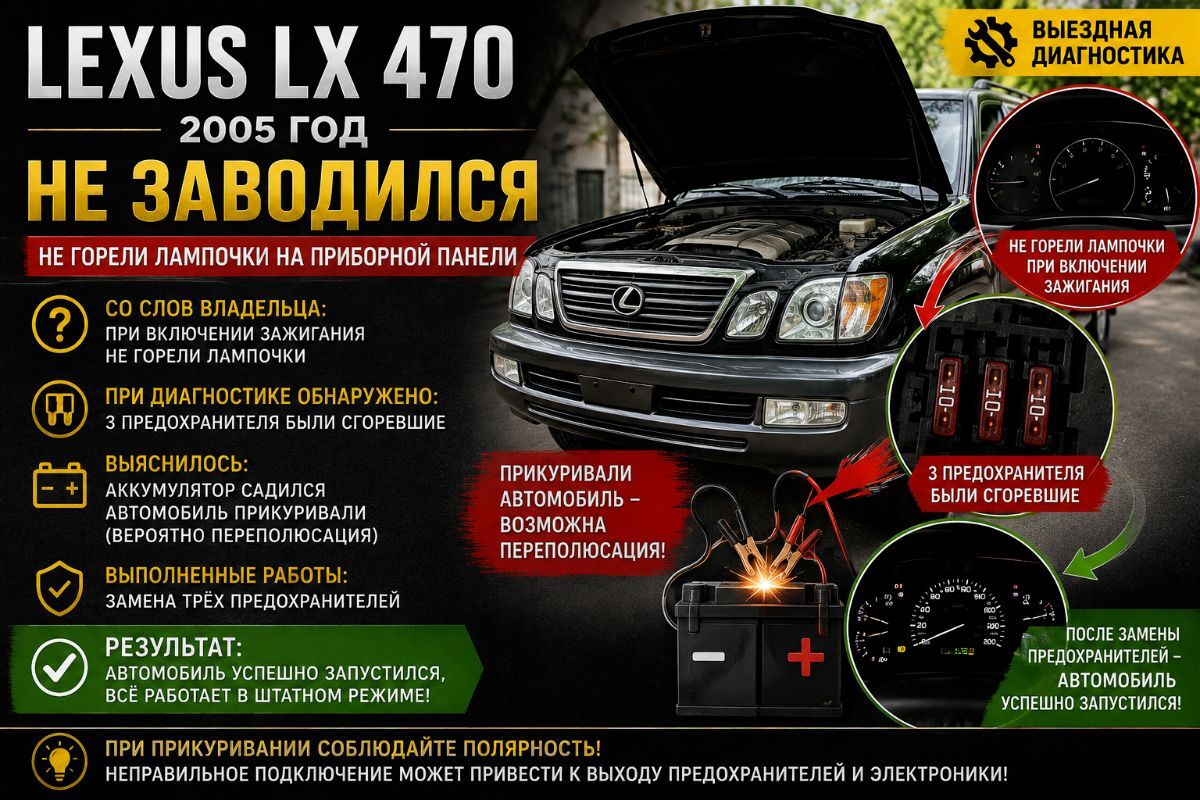 LEXUS LX 470
2005 ГОД
НЕ ЗАВОДИЛСЯ
НЕ ГОРЕЛИ ЛАМПОЧКИ НА ПРИБОРНОЙ ПАНЕЛИ
ВЫЕЗДНАЯ
ДИАГНОСТИКА
СО СЛОВ ВЛАДЕЛЬЦА:
ПРИ ВКЛЮЧЕНИИ ЗАЖИГАНИЯ
НЕ ГОРЕЛИ ЛАМПОЧКИ
ПРИ ДИАГНОСТИКЕ ОБНАРУЖЕНО:
3 ПРЕДОХРАНИТЕЛЯ БЫЛИ СГОРЕВШИЕ
ВЫЯСНИЛОСЬ:
АККУМУЛЯТОР САДИЛСЯ
АВТОМОБИЛЬ ПРИКУРИВАЛИ
(ВЕРОЯТНО ПЕРЕПОЛЮСАЦИЯ)
ВЫПОЛНЕННЫЕ РАБОТЫ:
ЗАМЕНА ТРЁХ ПРЕДОХРАНИТЕЛЕЙ
РЕЗУЛЬТАТ:
АВТОМОБИЛЬ УСПЕШНО ЗАПУСТИЛСЯ,
ВСЁ РАБОТАЕТ В ШТАТНОМ РЕЖИМЕ!
НЕ ГОРЕЛИ ЛАМПОЧКИ
ПРИ ВКЛЮЧЕНИИ
ЗАЖИГАНИЯ
3 ПРЕДОХРАНИТЕЛЯ
БЫЛИ СГОРЕВШИЕ
ПРИКУРИВАЛИ
АВТОМОБИЛЬ –
ВОЗМОЖНА
ПЕРЕПОЛЮСАЦИЯ!
ПОСЛЕ ЗАМЕНЫ
ПРЕДОХРАНИТЕЛЕЙ –
АВТОМОБИЛЬ
УСПЕШНО ЗАПУСТИЛСЯ!
ПРИ ПРИКУРИВАНИИ СОБЛЮДАЙТЕ ПОЛЯРНОСТЬ!
НЕПРАВИЛЬНОЕ ПОДКЛЮЧЕНИЕ МОЖЕТ ПРИВЕСТИ К ВЫХОДУ ПРЕДОХРАНИТЕЛЕЙ И ЭЛЕКТРОНИКИ!